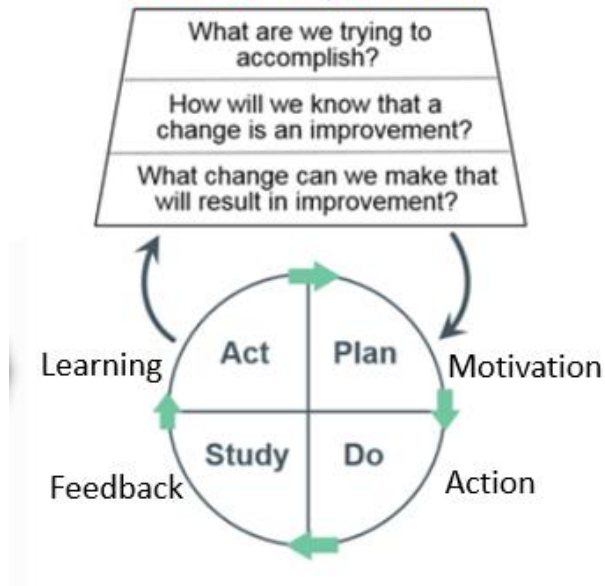 What are we trying to
accomplish?
How will we know that a
change is an improvement?
What change can we make that
will result in improvement?
Act
Plan
Learning
Motivation
Study
Do
Feedback
Action